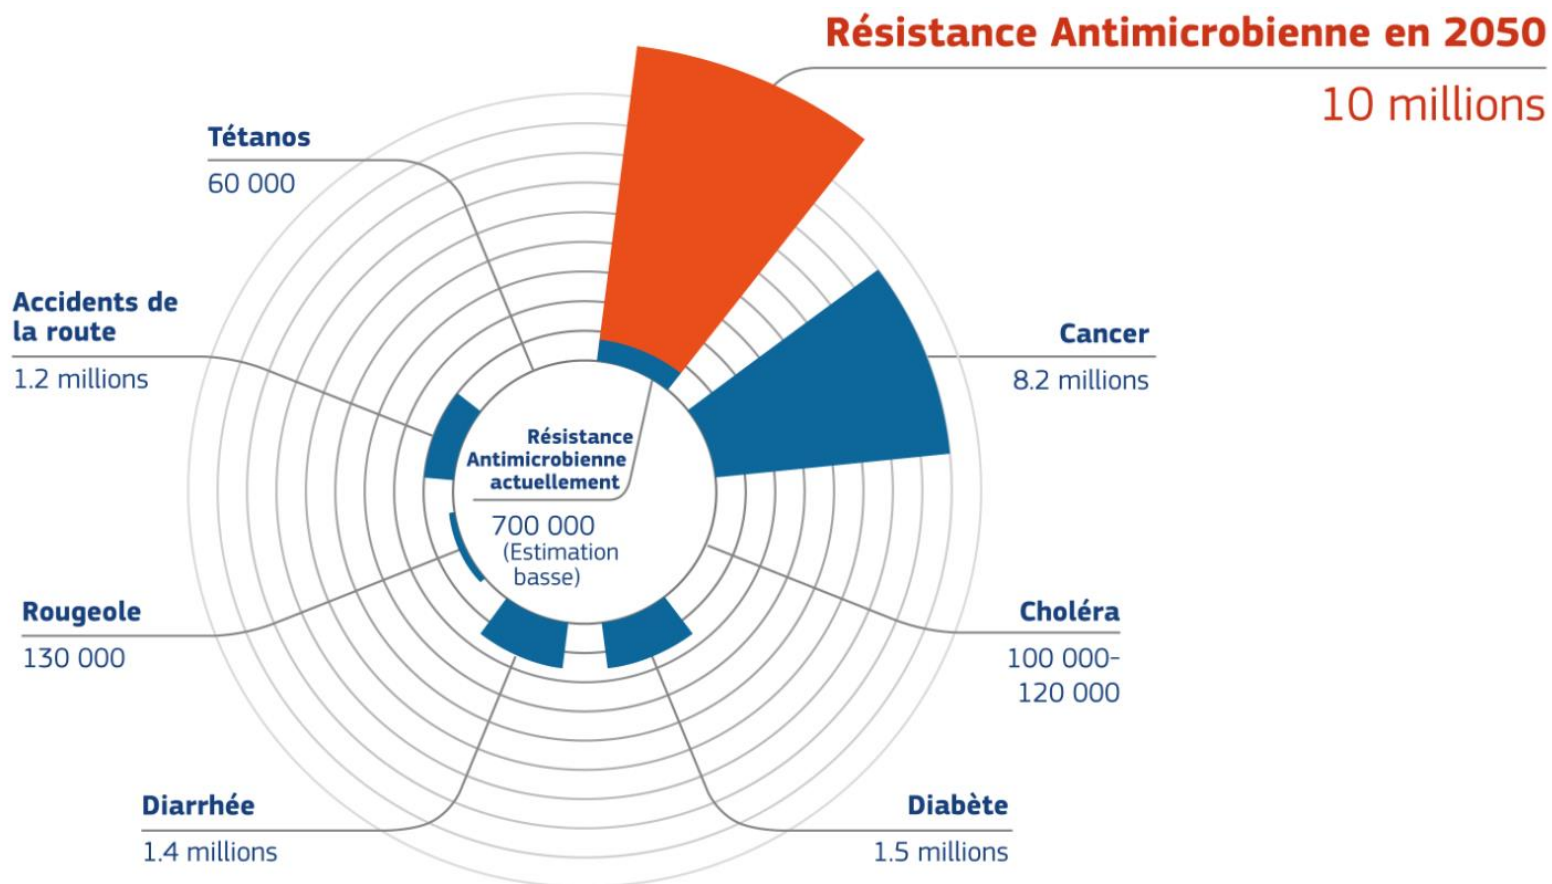 Résistance Antimicrobienne en 2050
10 millions
Tétanos
60 000
Accidents de
la route
1.2 millions
Cancer
8.2 millions
Résistance
Antimicrobienne
actuellement
700 000
(Estimation
basse)
Rougeole
130 000
Choléra
100 000-
120 000
Diarrhée
1.4 millions
Diabète
1.5 millions